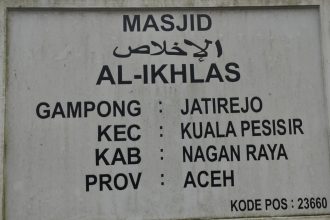 MASJID
الإخلاص
AL-IKHLAS
GAMPONG : JATIREJO
KEC : KUALA PESISIR
KAB : NAGAN RAYA
PROV : ACEH
KODE POS : 23660